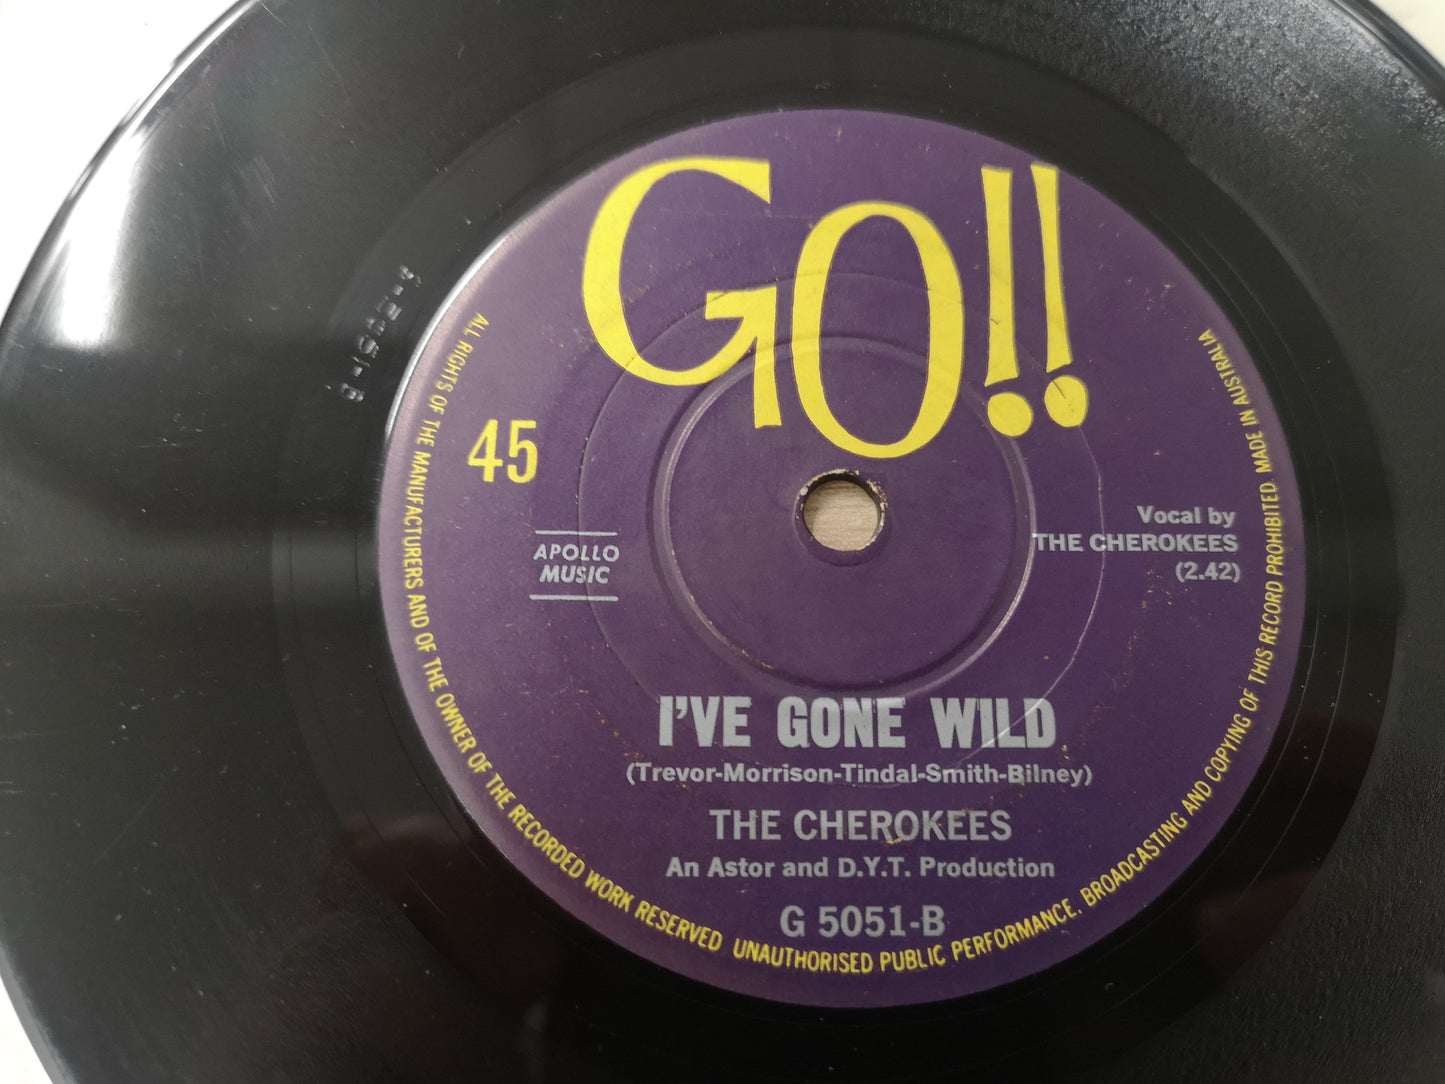 GO!!
45
APOLLO
MUSIC
Vocal by
THE CHEROKEES
(2.42)
I'VE GONE WILD
(Trevor-Morrison-Tindal-Smith-Bilney)
THE CHEROKEES
An Astor and D.Y.T. Production
G 5051-B
ALL RIGHTS OF THE MANUFACTURERS AND OF THE OWNER OF THE RECORDED WORK RESERVED UNAUTHORISED PUBLIC PERFORMANCE, BROADCASTING AND COPYING OF THIS RECORD PROHIBITED. MADE IN AUSTRALIA